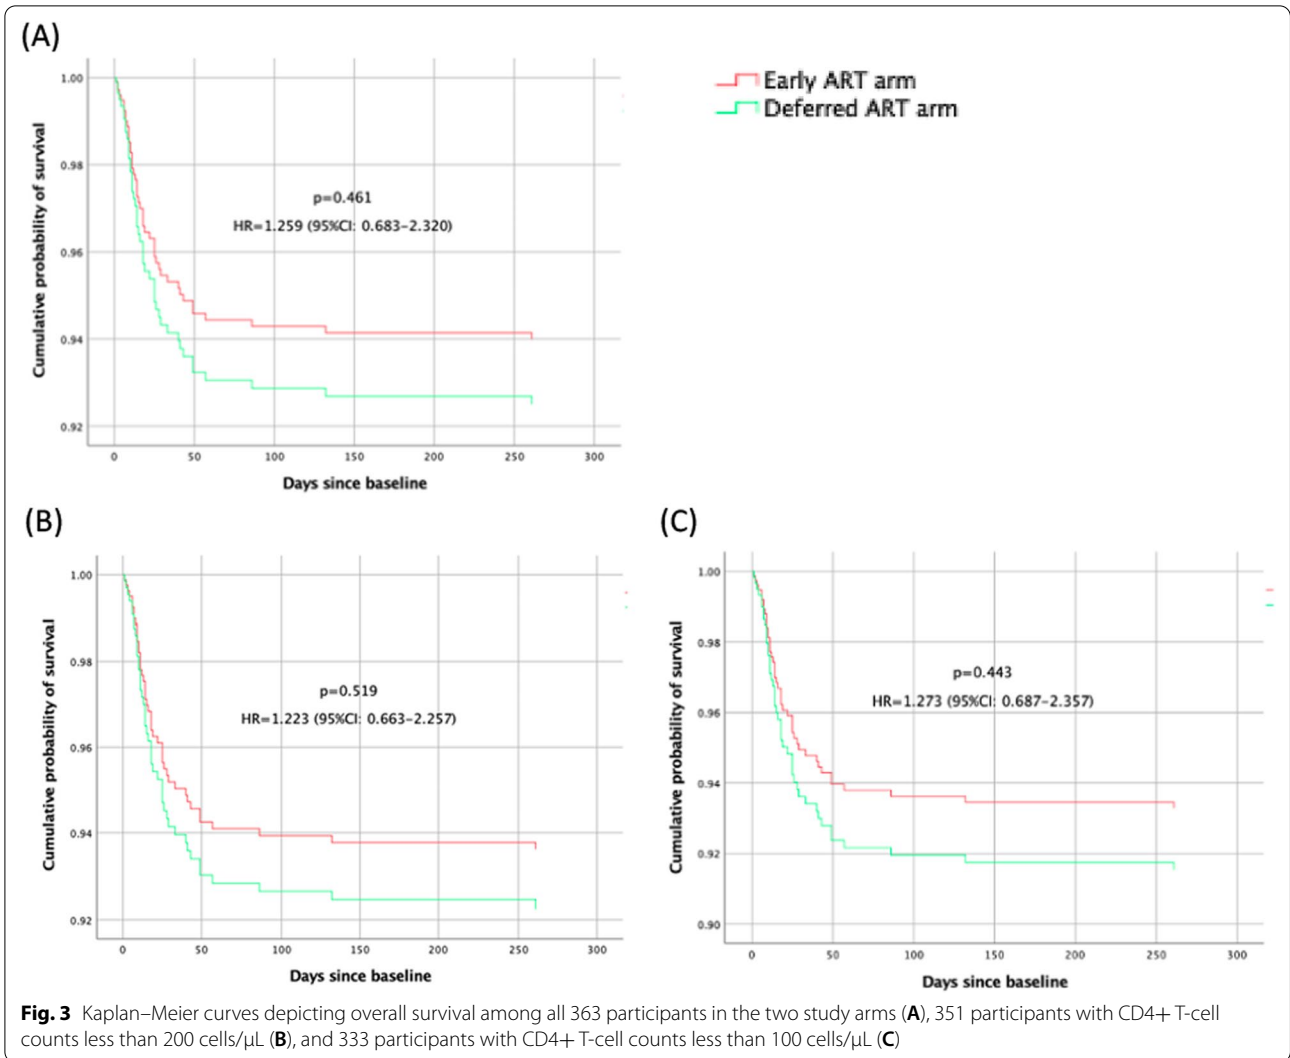 (A)
Early ART arm
Deferred ART arm
1.00
0.98
0.96
0.94
0.92
Cumulative probability of survival
p=0.461
HR=1.259 (95%CI: 0.683–2.320)
0 50 100 150 200 250 300
Days since baseline
(B)
1.00
0.98
0.96
0.94
0.92
Cumulative probability of survival
p=0.519
HR=1.223 (95%CI: 0.663–2.257)
0 50 100 150 200 250 300
Days since baseline
(C)
1.00
0.98
0.96
0.94
0.92
0.90
Cumulative probability of survival
p=0.443
HR=1.273 (95%CI: 0.687–2.357)
0 50 100 150 200 250 300
Days since baseline
Fig. 3 Kaplan–Meier curves depicting overall survival among all 363 participants in the two study arms (A), 351 participants with CD4+ T-cell
counts less than 200 cells/μL (B), and 333 participants with CD4+ T-cell counts less than 100 cells/μL (C)